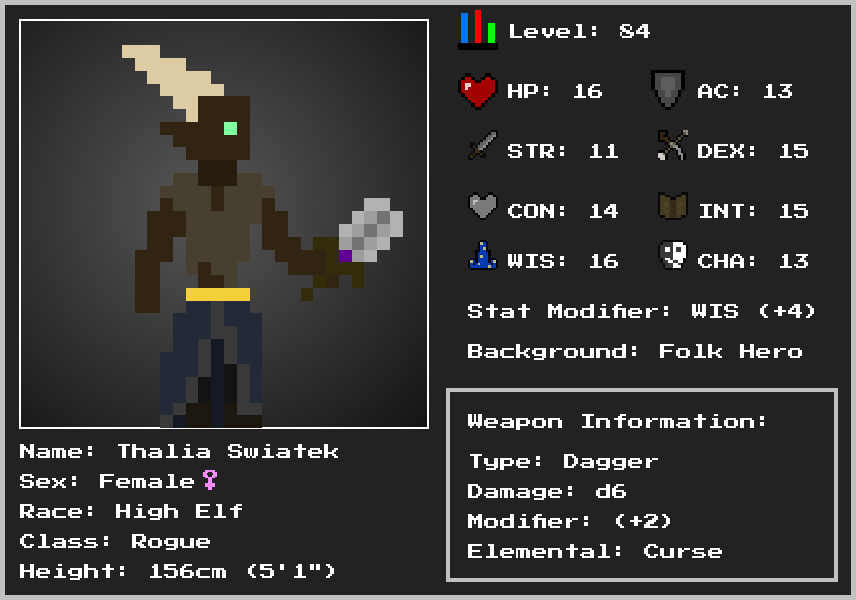 Level: 84
HP: 16
AC: 13
STR: 11
DEX: 15
CON: 14
INT: 15
WIS: 16
CHA: 13
Stat Modifier: WIS (+4)
Background: Folk Hero
Weapon Information:
Type: Dagger
Damage: d6
Modifier: (+2)
Elemental: Curse
Name: Thalia Swiatek
Sex: Female♀
Race: High Elf
Class: Rogue
Height: 156cm (5'1")